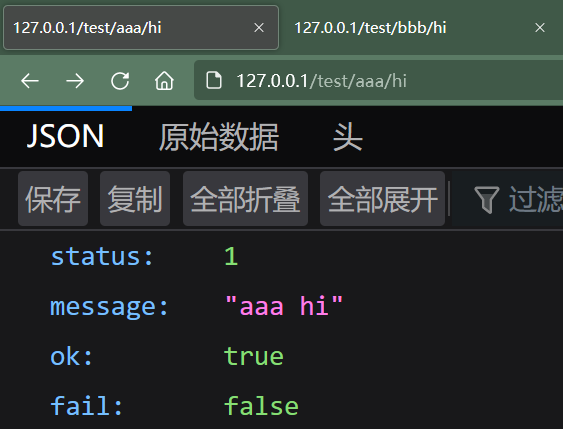 127.0.0.1/test/aaa/hi
127.0.0.1/test/bbb/hi
127.0.0.1/test/aaa/hi
JSON 原始数据 头
保存 复制 全部折叠 全部展开 过滤
status: 1
message: "aaa hi"
ok: true
fail: false